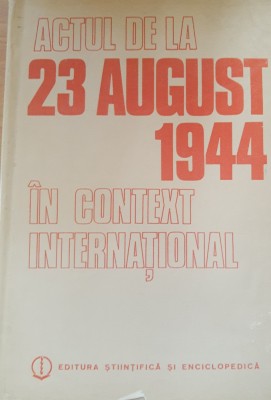 ACTUL DE LA
23 AUGUST
1944
ÎN CONTEXT
INTERNAȚIONAL
EDITURA ȘTIINȚIFICĂ ȘI ENCICLOPEDICĂ